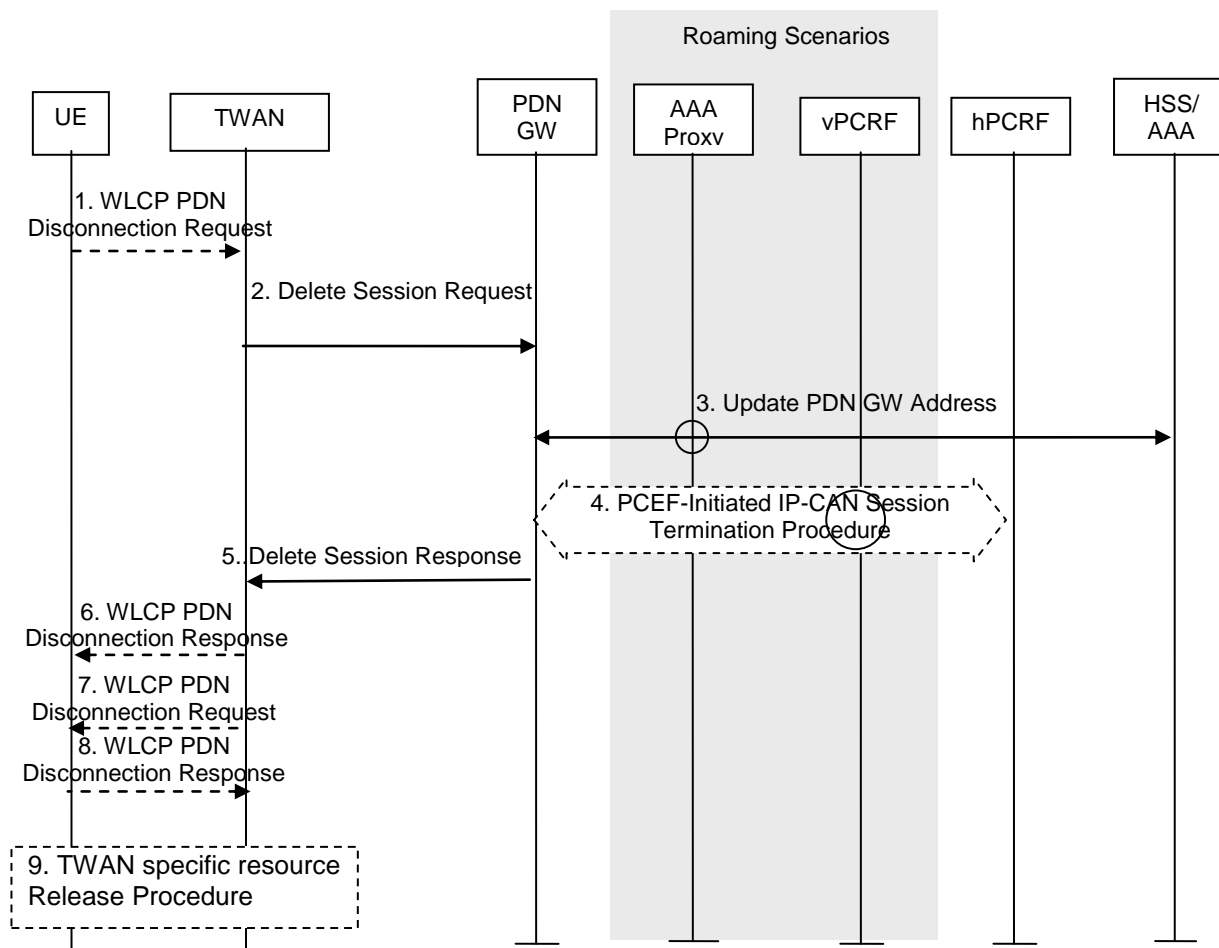 Roaming Scenarios
UE
TWAN
PDN
GW
AAA
Proxy
vPCRF
hPCRF
HSS/
AAA
1. WLCP PDN
Disconnection Request
2. Delete Session Request
3. Update PDN GW Address
4. PCEF-Initiated IP-CAN Session
Termination Procedure
5..Delete Session Response
6. WLCP PDN
Disconnection Response
7. WLCP PDN
Disconnection Request
8. WLCP PDN
Disconnection Response
9. TWAN specific resource
Release Procedure